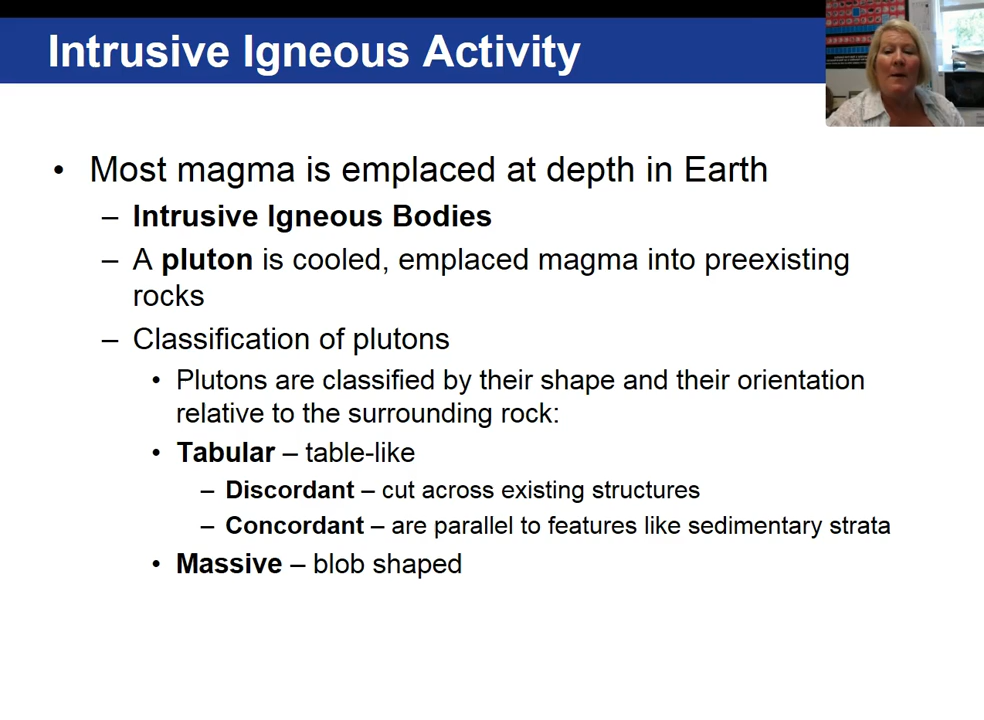 Intrusive Igneous Activity
• Most magma is emplaced at depth in Earth
– Intrusive Igneous Bodies
– A pluton is cooled, emplaced magma into preexisting
rocks
– Classification of plutons
• Plutons are classified by their shape and their orientation
relative to the surrounding rock:
• Tabular – table-like
– Discordant – cut across existing structures
– Concordant – are parallel to features like sedimentary strata
• Massive – blob shaped